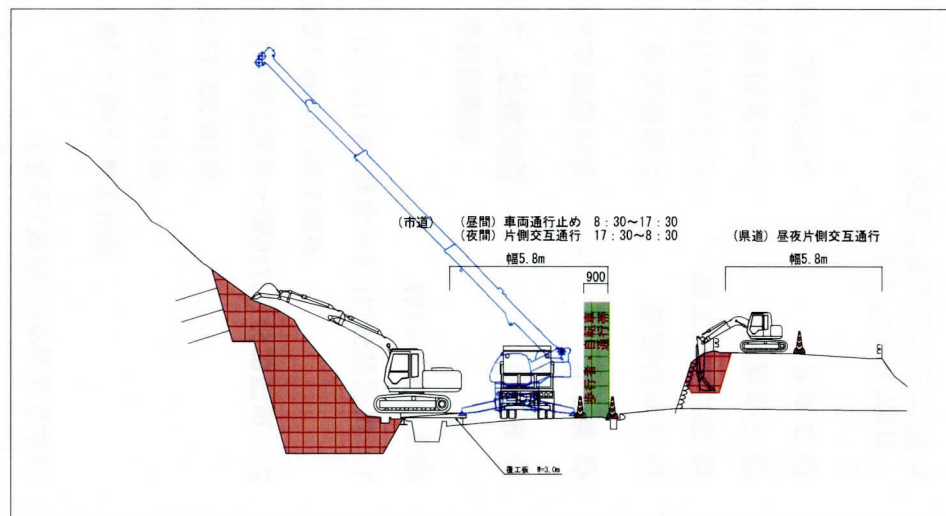 (市道) (昼間) 車両通行止め 8:30～17:30
(夜間) 片側交互通行 17:30～8:30
(県道) 昼夜片側交互通行
幅5.8m
幅5.8m
900
歩行者・自転車
通行帯
覆工板 W=3.0m